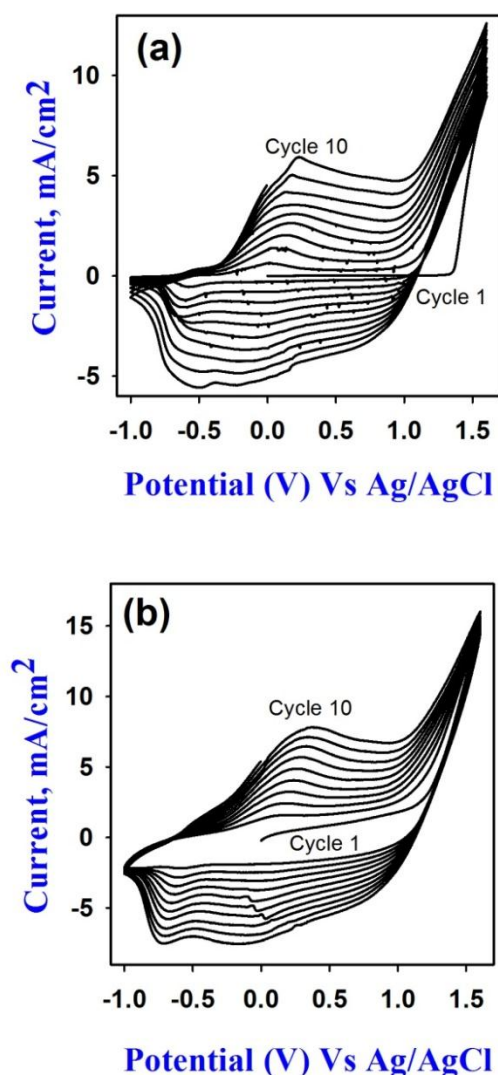 (a)
10
5
0
-5
Cycle 10
Cycle 1
-1.0 -0.5 0.0 0.5 1.0 1.5
Current, mA/cm2
Potential (V) Vs Ag/AgCl
(b)
15
10
5
0
-5
Cycle 10
Cycle 1
-1.0 -0.5 0.0 0.5 1.0 1.5
Current, mA/cm2
Potential (V) Vs Ag/AgCl